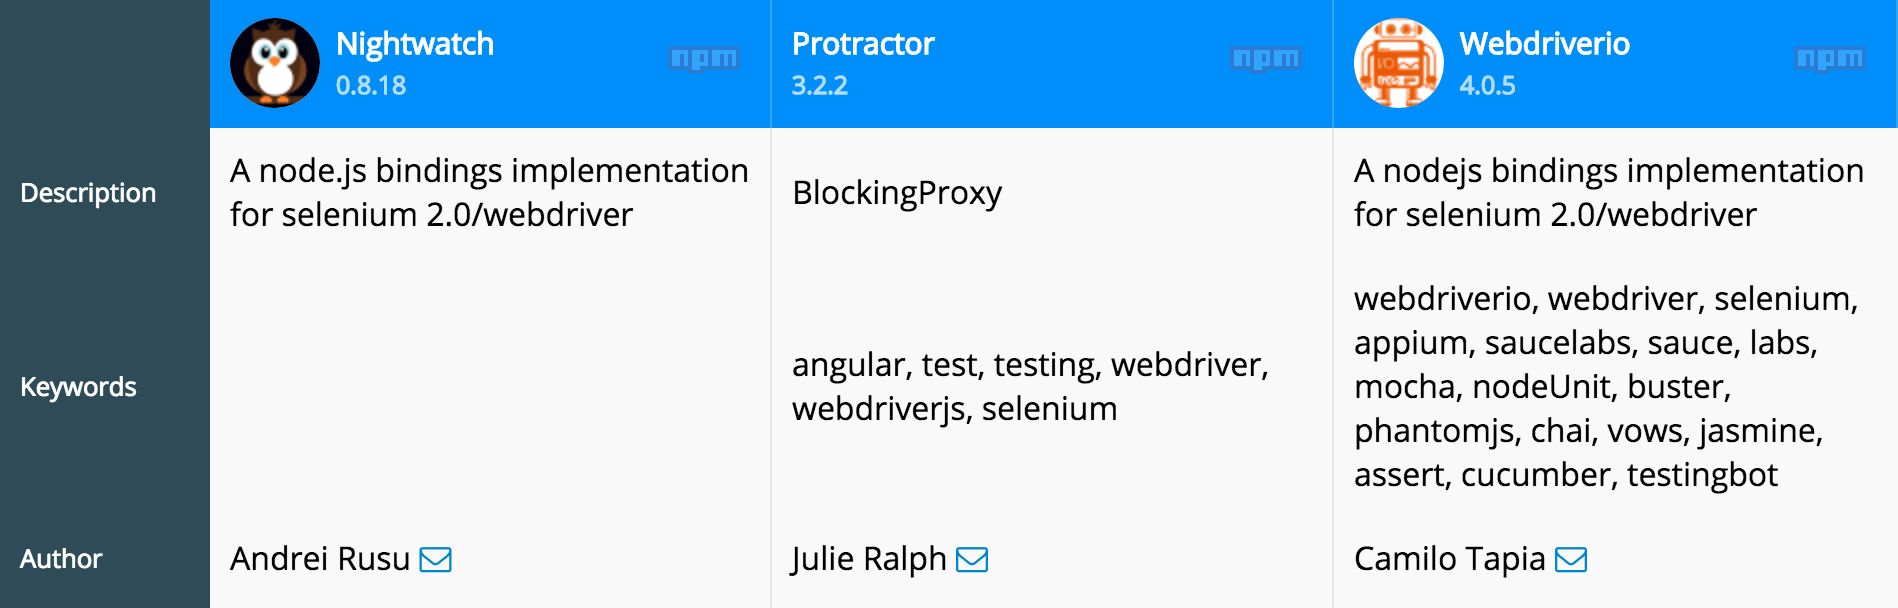 Nightwatch
0.8.18
npm
Protractor
3.2.2
npm
Webdriverio
4.0.5
npm
Description
A node.js bindings implementation
for selenium 2.0/webdriver
BlockingProxy
A nodejs bindings implementation
for selenium 2.0/webdriver
Keywords
angular, test, testing, webdriver,
webdriverjs, selenium
webdriverio, webdriver, selenium,
appium, saucelabs, sauce, labs,
mocha, nodeUnit, buster,
phantomjs, chai, vows, jasmine,
assert, cucumber, testingbot
Author
Andrei Rusu
Julie Ralph
Camilo Tapia